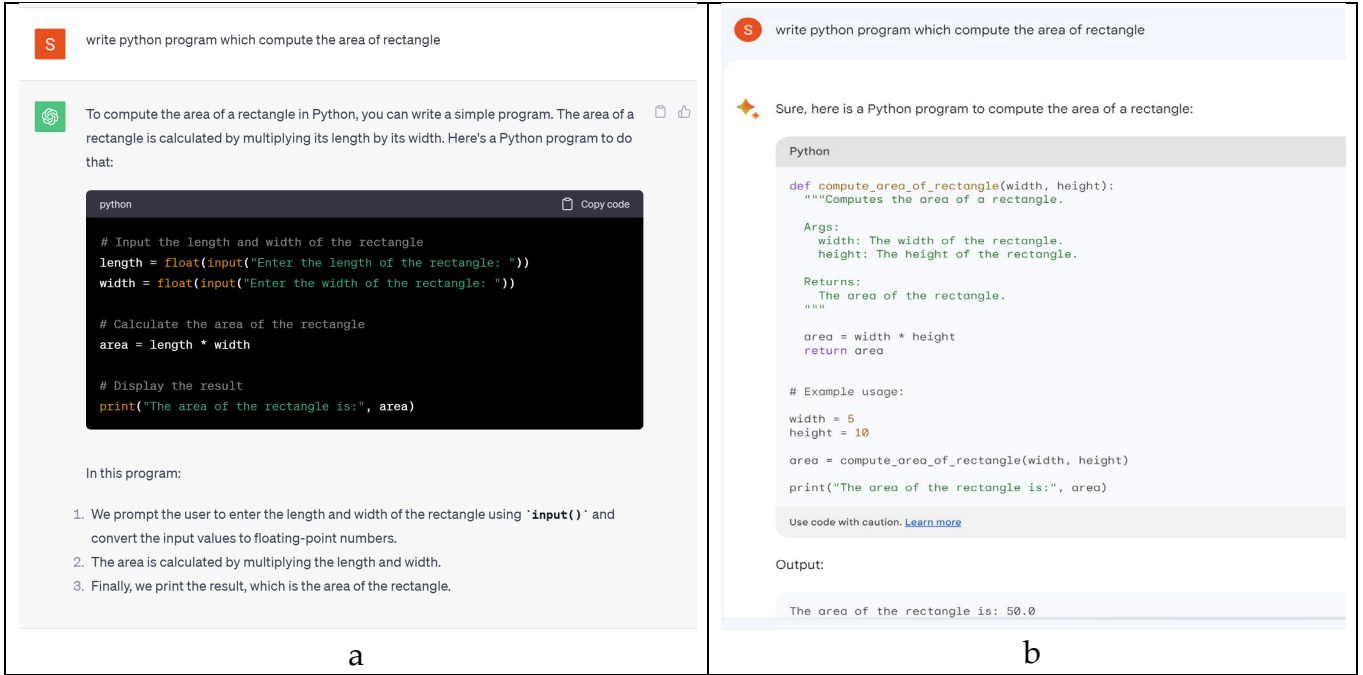 S
write python program which compute the area of rectangle
To compute the area of a rectangle in Python, you can write a simple program. The area of a
rectangle is calculated by multiplying its length by its width. Here's a Python program to do
that:
python
Copy code
# Input the length and width of the rectangle
length = float(input("Enter the length of the rectangle: "))
width = float(input("Enter the width of the rectangle: "))
# Calculate the area of the rectangle
area = length * width
# Display the result
print("The area of the rectangle is:", area)
In this program:
1. We prompt the user to enter the length and width of the rectangle using `input()` and
convert the input values to floating-point numbers.
2. The area is calculated by multiplying the length and width.
3. Finally, we print the result, which is the area of the rectangle.
a
S
write python program which compute the area of rectangle
Sure, here is a Python program to compute the area of a rectangle:
Python
def compute_area_of_rectangle(width, height):
"""Computes the area of a rectangle.
Args:
width: The width of the rectangle.
height: The height of the rectangle.
Returns:
The area of the rectangle.
"""
area = width * height
return area
# Example usage:
width = 5
height = 10
area = compute_area_of_rectangle(width, height)
print("The area of the rectangle is:", area)
Use code with caution. Learn more
Output:
The area of the rectangle is: 50.0
b